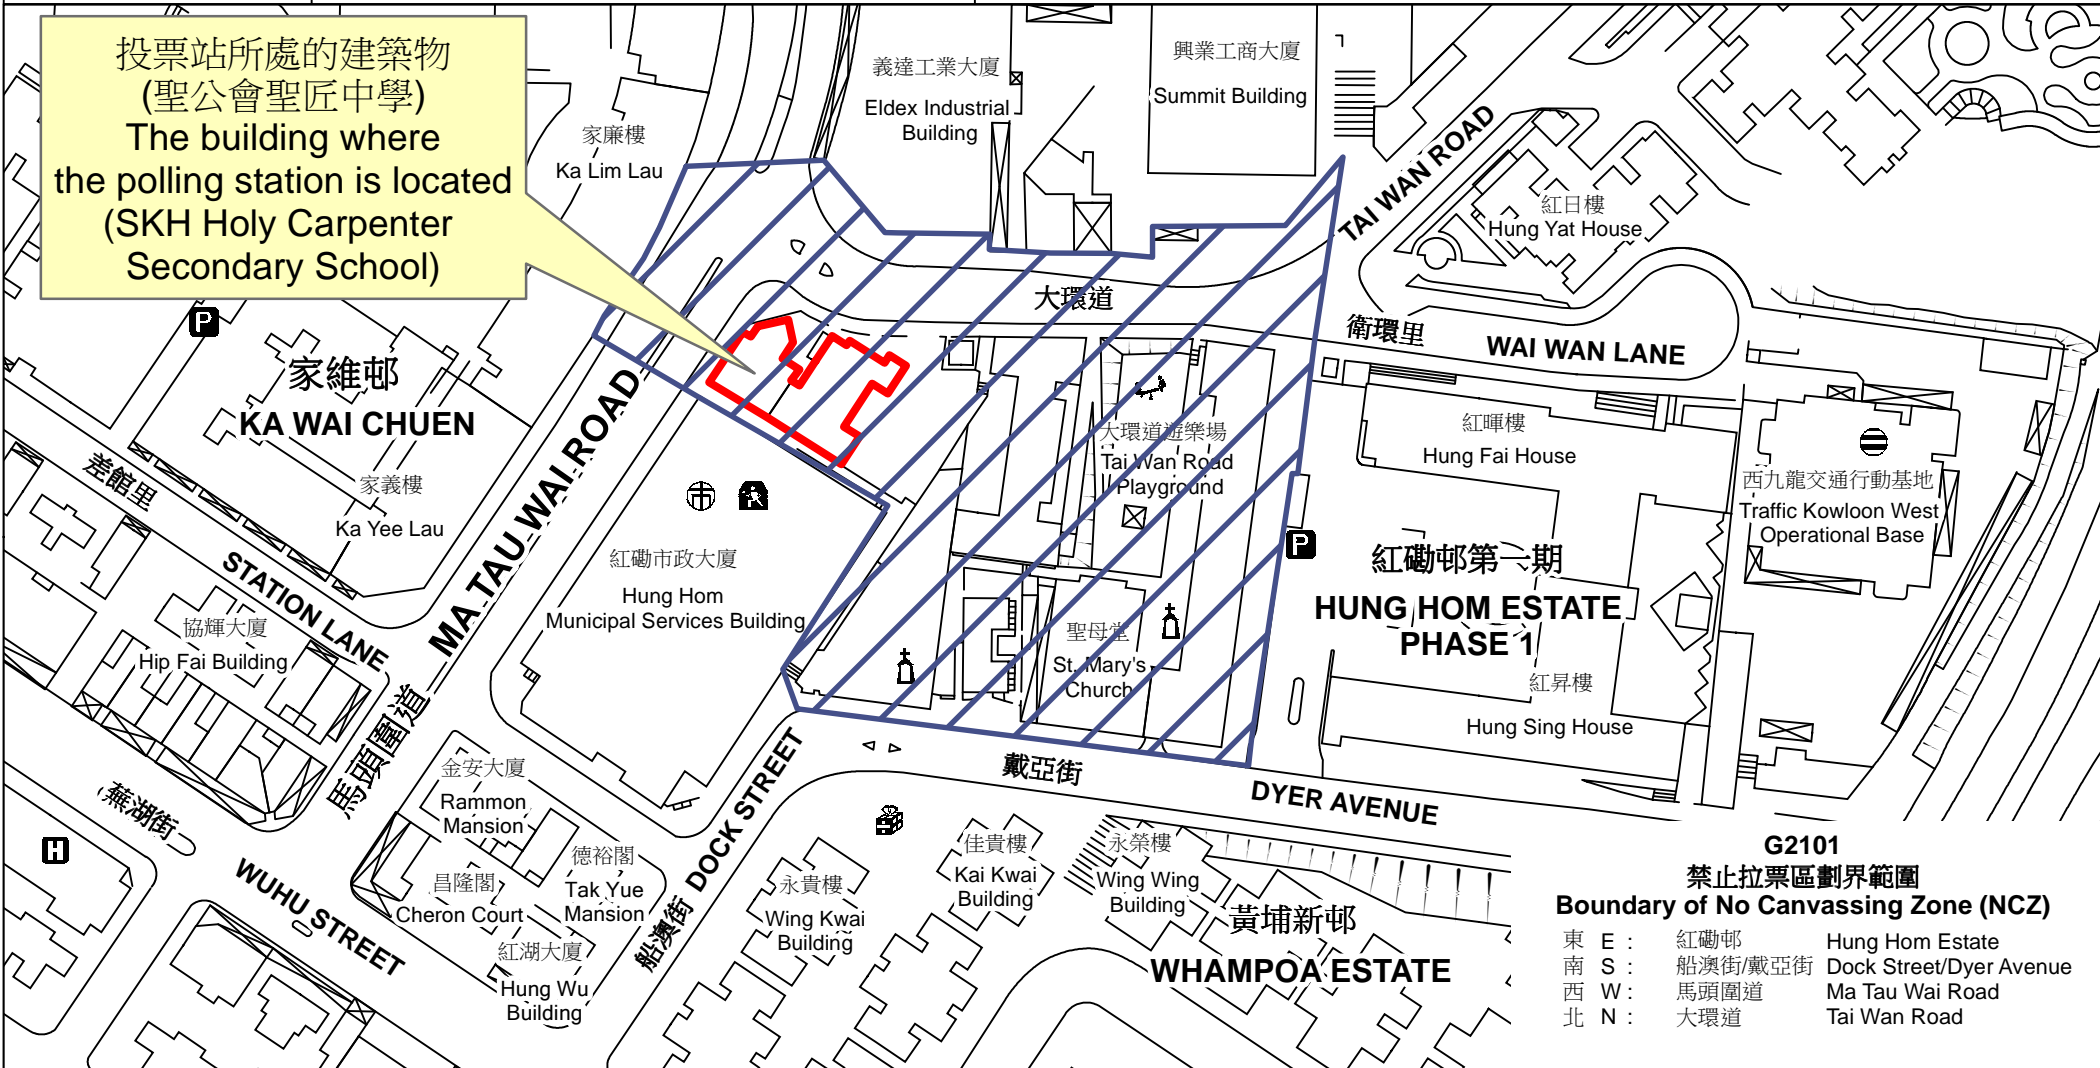 投票站所處的建築物
(聖公會聖匠中學)
The building where
the polling station is located
(SKH Holy Carpenter
Secondary School)
家廉樓
Ka Lim Lau
義達工業大廈
Eldex Industrial
Building
興業工商大廈
Summit Building
TAI WAN ROAD
紅日樓
Hung Yat House
大環道
衛環里
WAI WAN LANE
P
家維邨
KA WAI CHUEN
家義樓
Ka Yee Lau
差館里
STATION LANE
MA TAU WAI ROAD
馬頭圍道
大環道遊樂場
Tai Wan Road
Playground
紅暉樓
Hung Fai House
西九龍交通行動基地
Traffic Kowloon West
Operational Base
紅磡市政大廈
Hung Hom
Municipal Services Building
市
P
紅磡邨第一期
HUNG HOM ESTATE
PHASE 1
協輝大廈
Hip Fai Building
聖母堂
St. Mary's
Church
紅昇樓
Hung Sing House
金安大廈
Rammon
Mansion
戴亞街
DYER AVENUE
蕪湖街
WUHU STREET
H
昌隆閣
Cheron Court
德裕閣
Tak Yue
Mansion
紅湖大廈
Hung Wu
Building
船澳街 DOCK STREET
永貴樓
Wing Kwai
Building
佳貴樓
Kai Kwai
Building
永榮樓
Wing Wing
Building
黃埔新邨
WHAMPOA ESTATE
G2101
禁止拉票區劃界範圍
Boundary of No Canvassing Zone (NCZ)
東 E : 紅磡邨 Hung Hom Estate
南 S : 船澳街/戴亞街 Dock Street/Dyer Avenue
西 W : 馬頭圍道 Ma Tau Wai Road
北 N : 大環道 Tai Wan Road